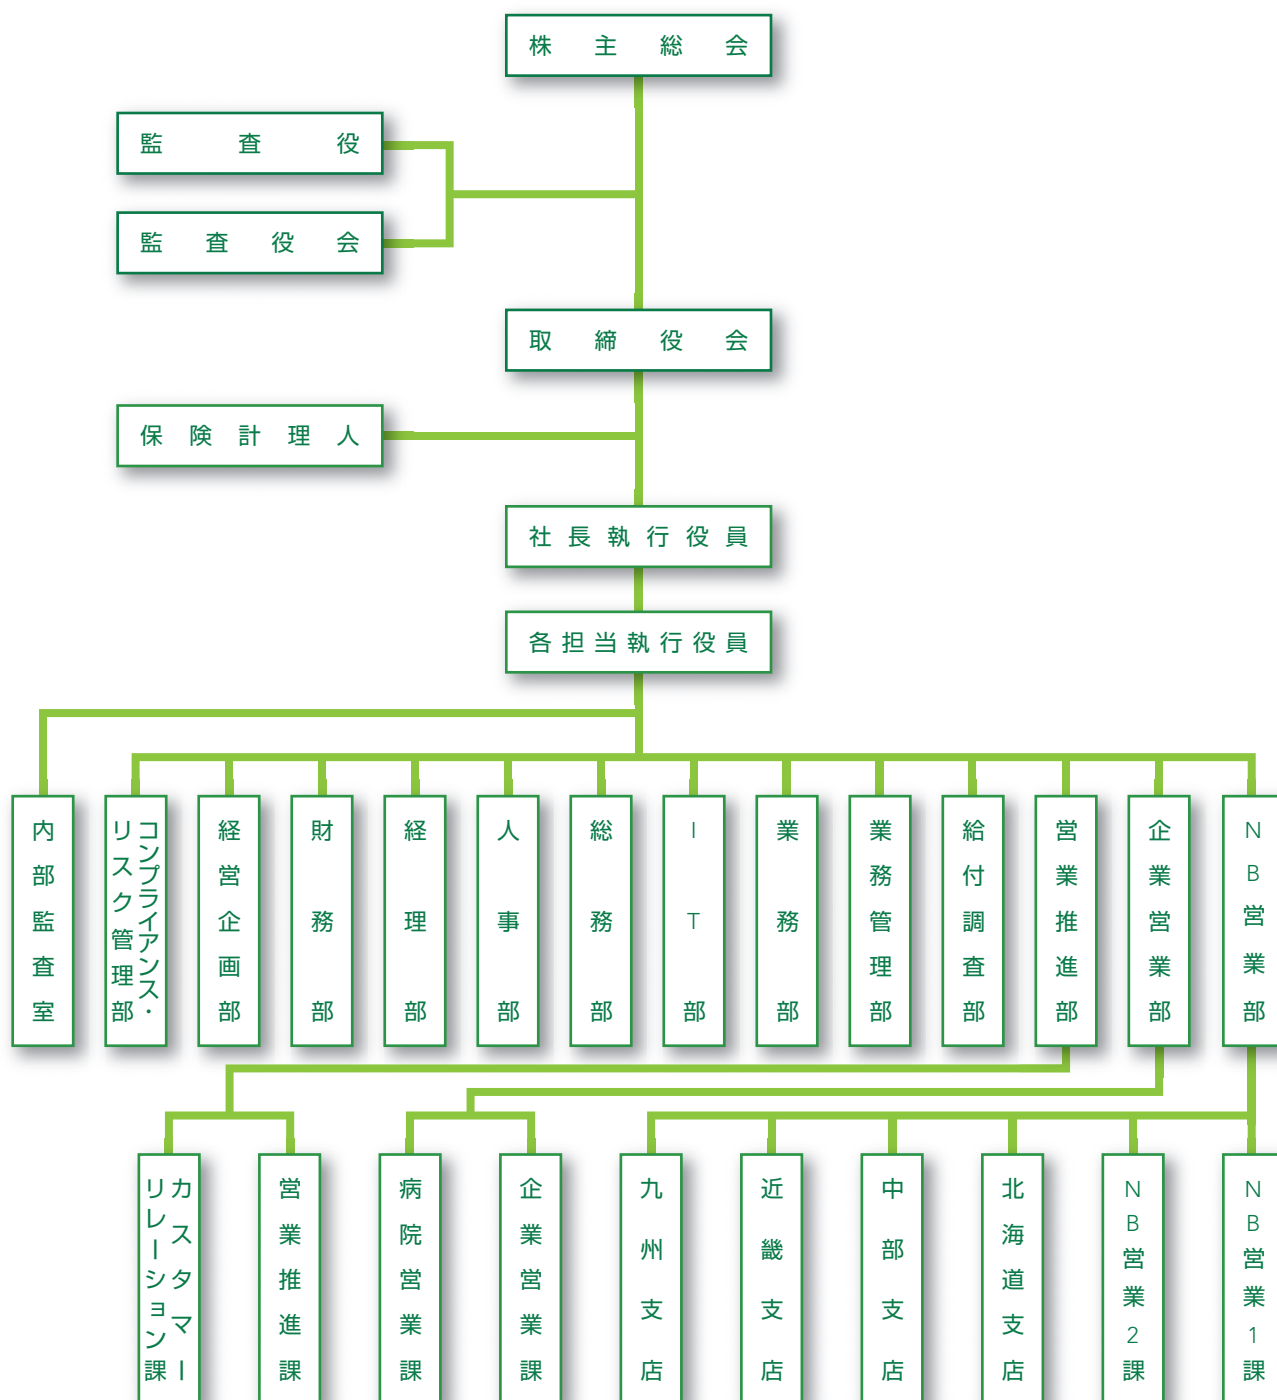 株主総会
監査役
監査役会
取締役会
保険計理人
社長執行役員
各担当執行役員
内部監査室
コンプライアンス・
リスク管理部
経営企画部
財務部
経理部
人事部
総務部
IT部
業務部
業務管理部
給付調査部
営業推進部
企業営業部
NB営業部
カスタマー
リレーション課
営業推進課
病院営業課
企業営業課
九州支店
近畿支店
中部支店
北海道支店
NB営業2課
NB営業1課